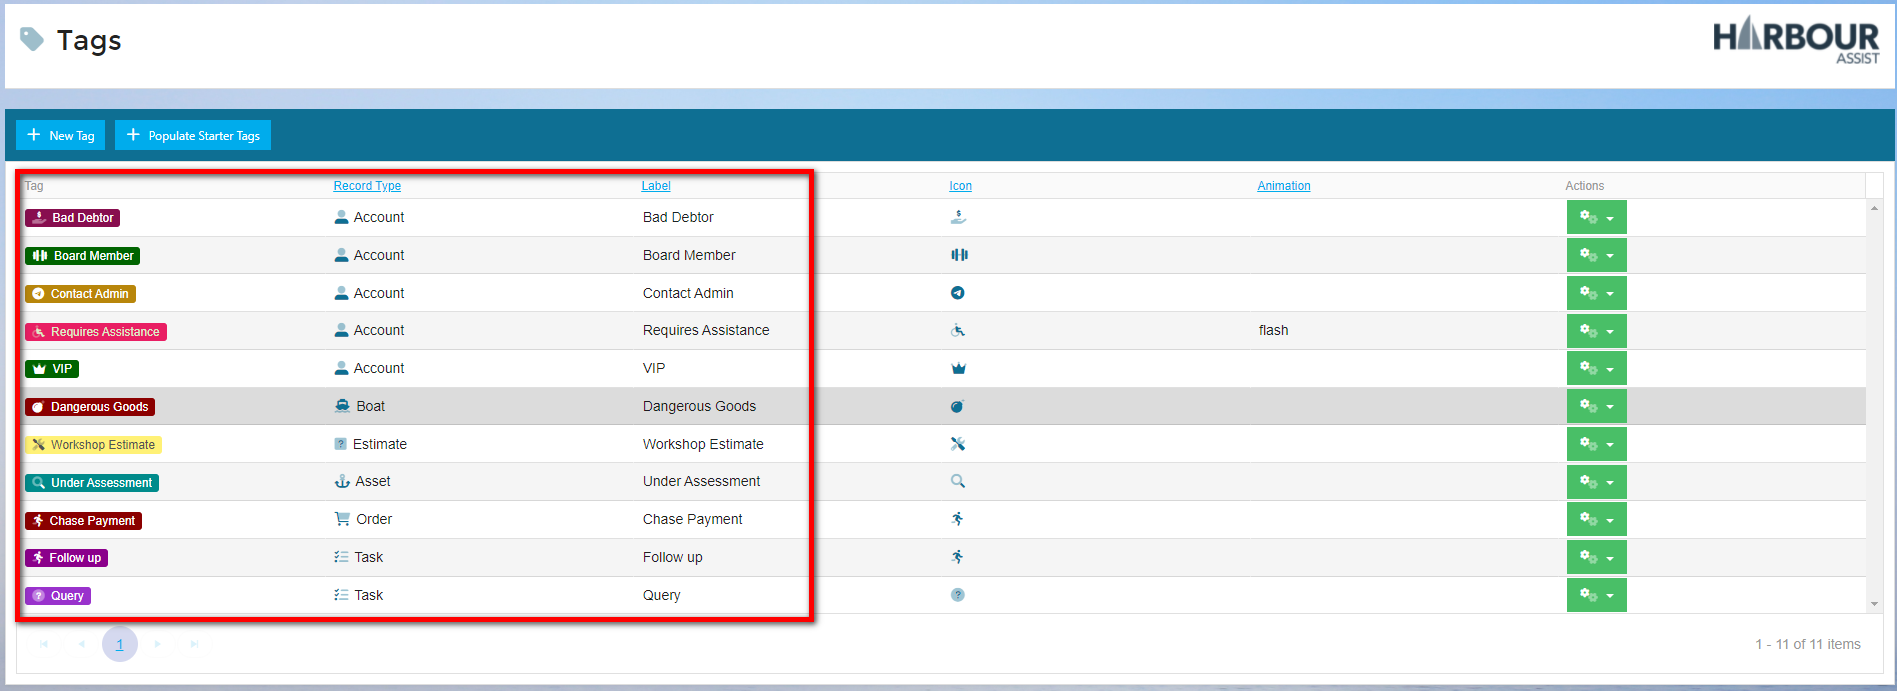 Tags
HARBOUR
ASSIST
New Tag Populate Starter Tags
Tag Record Type Label Icon Animation Actions
Bad Debtor Account Bad Debtor
Board Member Account Board Member
Contact Admin Account Contact Admin
Requires Assistance Account Requires Assistance flash
VIP Account VIP
Dangerous Goods Boat Dangerous Goods
Workshop Estimate Estimate Workshop Estimate
Under Assessment Asset Under Assessment
Chase Payment Order Chase Payment
Follow up Task Follow up
Query Task Query
1 1 - 11 of 11 items